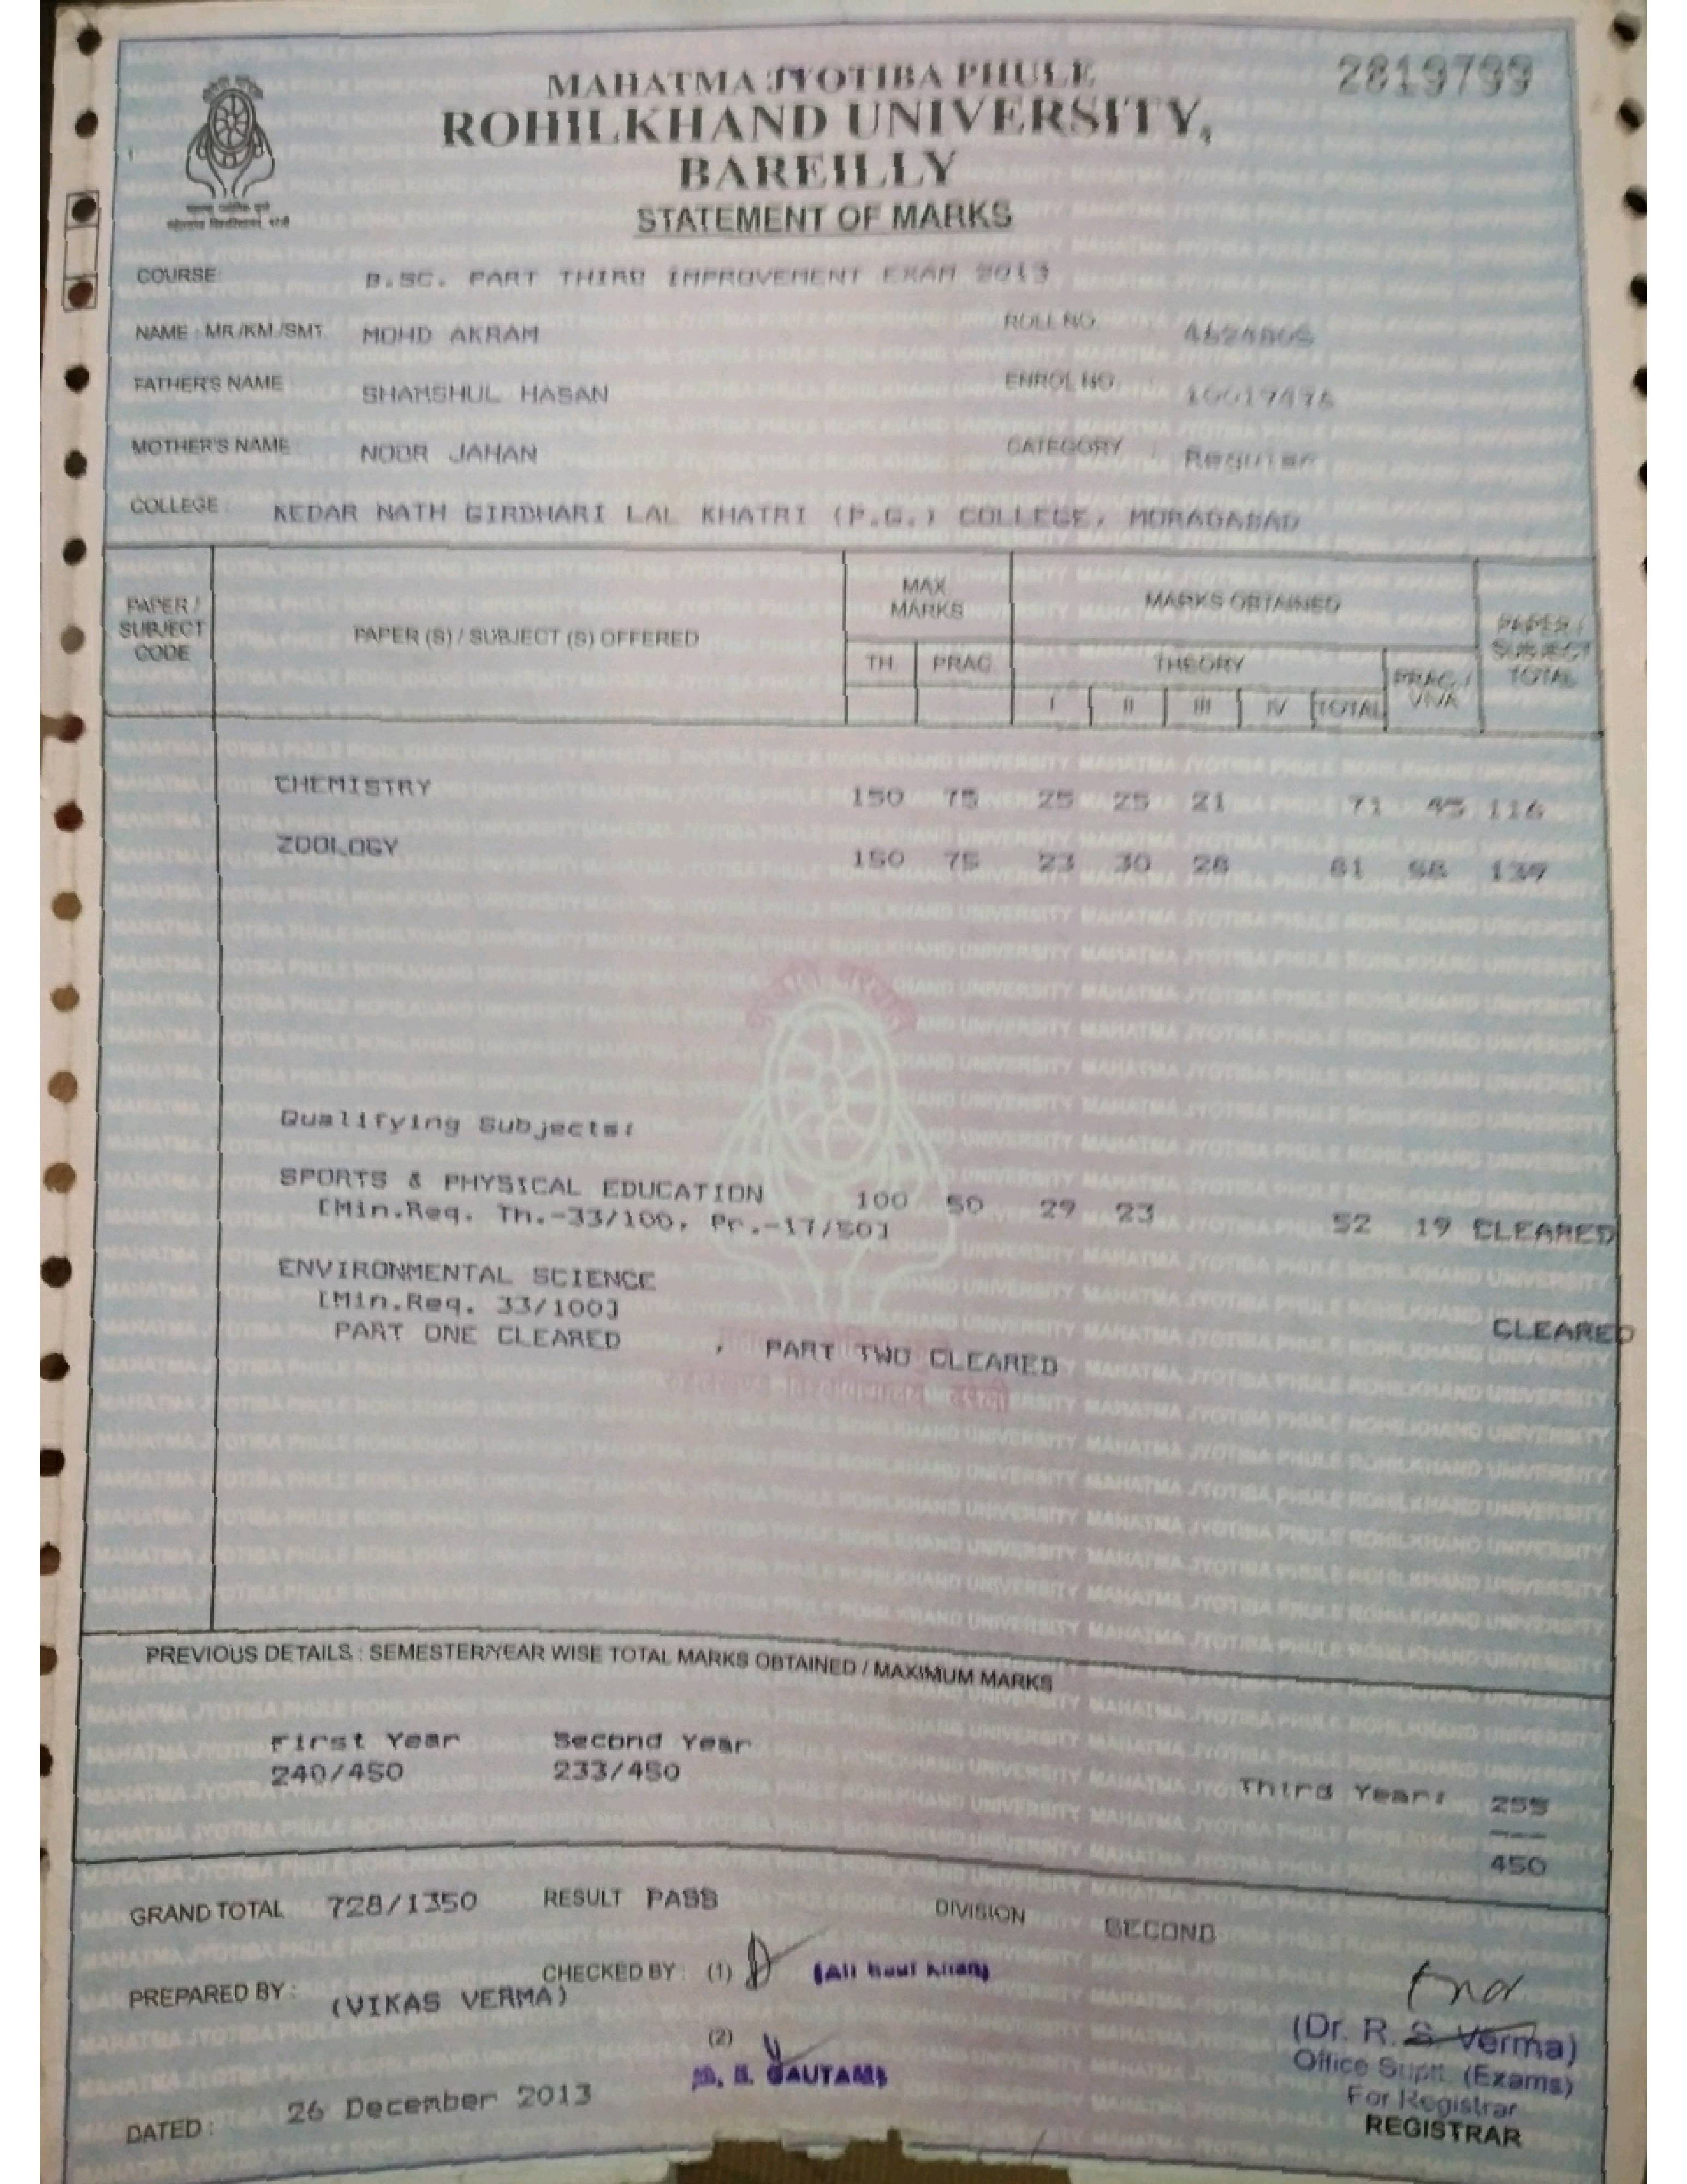 2819799
MAHATMA JYOTIBA PHULE
ROHILKHAND UNIVERSITY,
BAREILLY
STATEMENT OF MARKS
COURSE: B.SC. PART THIRD IMPROVEMENT EXAM 2013
NAME : MR./KM./SMT. MOHD AKRAM ROLL NO.
FATHER'S NAME SHAMSHUL HASAN ENROL NO.
MOTHER'S NAME : NOOR JAHAN CATEGORY : Regular
COLLEGE : KEDAR NATH GIRDHARI LAL KHATRI (P.G.) COLLEGE, MORADABAD
PAPER / SUBJECT CODE PAPER (S) / SUBJECT (S) OFFERED MAX MARKS MARKS OBTAINED PAPER / SUBJECT TOTAL
TH. PRAC. THEORY PRAC. / VIVA
I II III IV TOTAL
CHEMISTRY 150 75 25 25 21 71 45 116
ZOOLOGY 150 75 23 30 28 81 58 139
Qualifying Subjects:
SPORTS & PHYSICAL EDUCATION 100 50 29 23 52 19 CLEARED
[Min.Req. Th.-33/100, Pr.-17/50]
ENVIRONMENTAL SCIENCE
[Min.Req. 33/100] CLEARED
PART ONE CLEARED , PART TWO CLEARED
PREVIOUS DETAILS : SEMESTER/YEAR WISE TOTAL MARKS OBTAINED / MAXIMUM MARKS
First Year Second Year
240/450 233/450 Third Year: 255
----
450
GRAND TOTAL 728/1350 RESULT PASS DIVISION SECOND
PREPARED BY : (VIKAS VERMA) CHECKED BY : (1) (Ali Khan)
(2)
GAUTAM)
(Dr. R. S. Verma)
Office Supdt. (Exams)
For Registrar
REGISTRAR
DATED : 26 December 2013